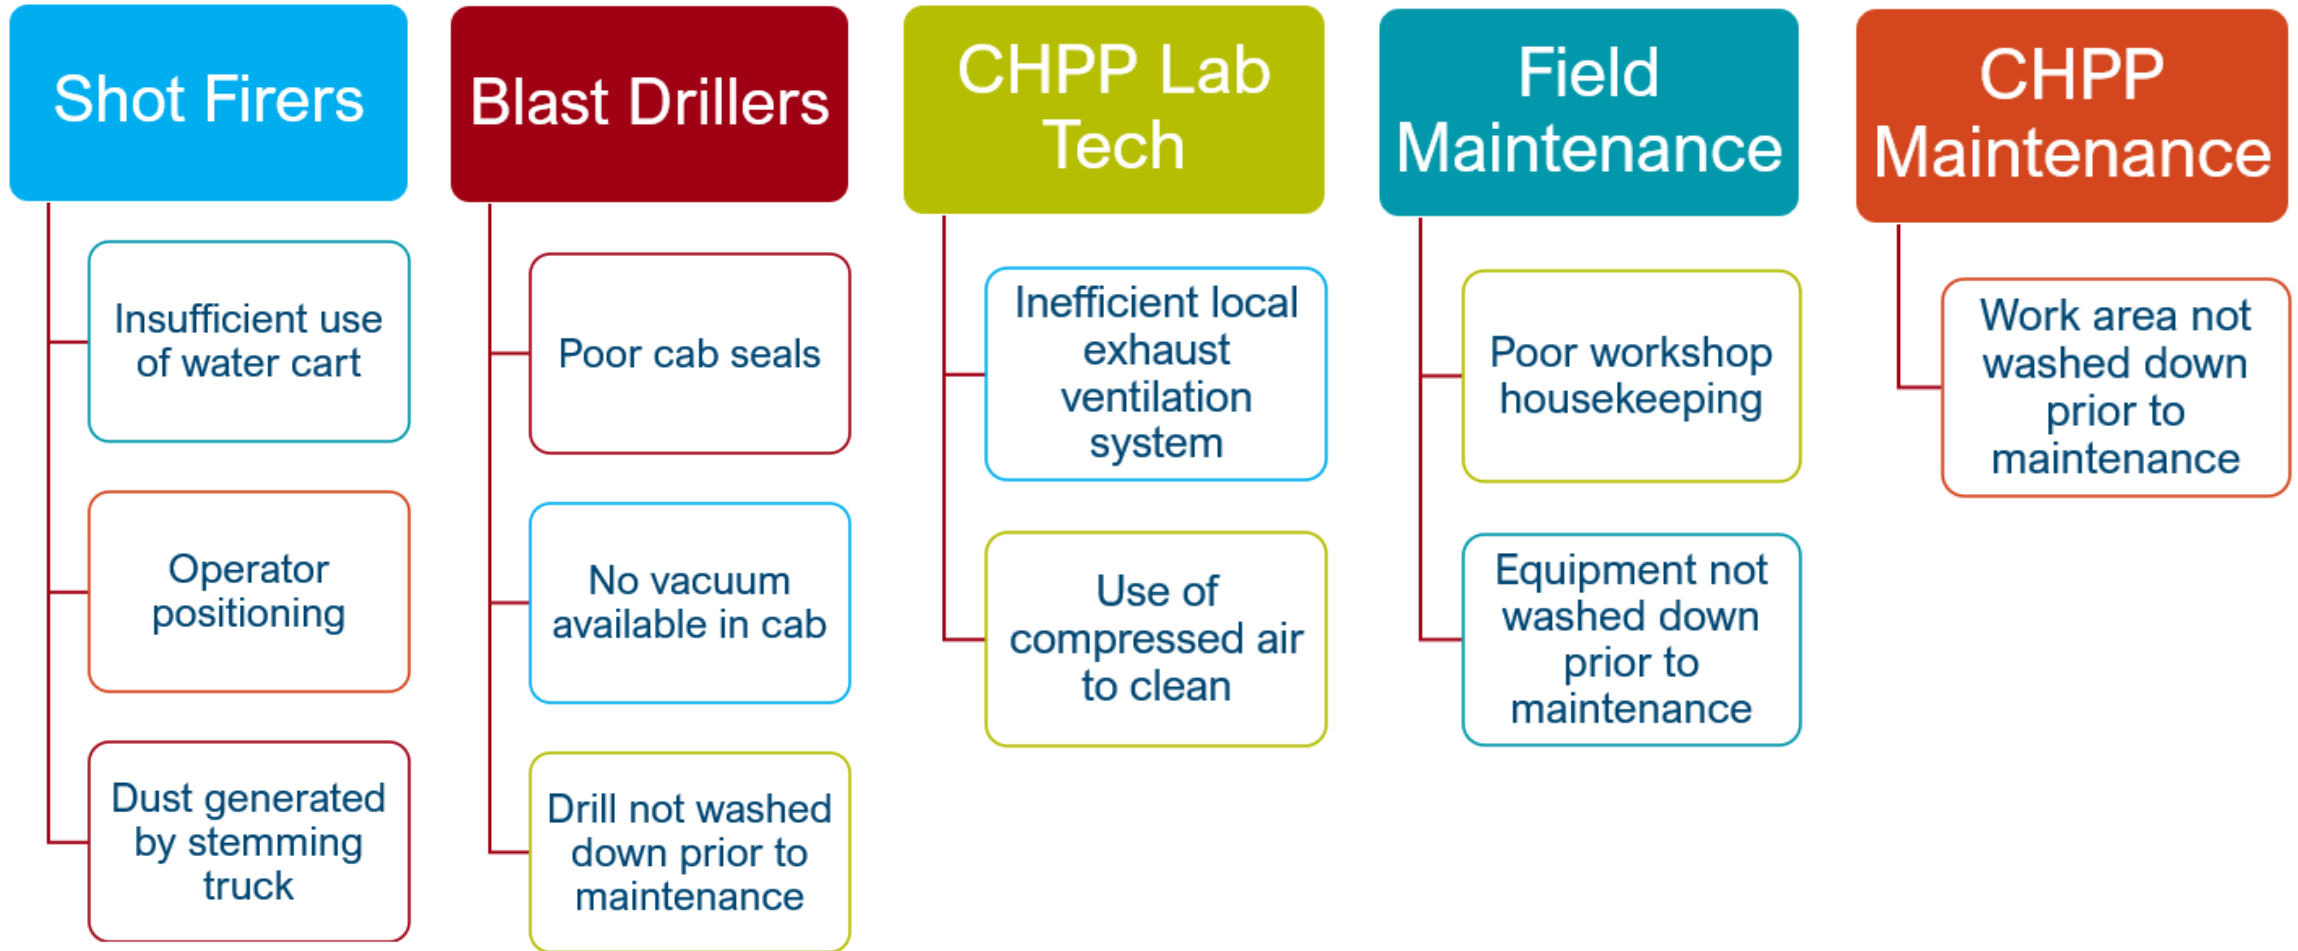 Shot Firers
Insufficient use
of water cart
Operator
positioning
Dust generated
by stemming
truck
Blast Drillers
Poor cab seals
No vacuum
available in cab
Drill not washed
down prior to
maintenance
CHPP Lab
Tech
Inefficient local
exhaust
ventilation
system
Use of
compressed air
to clean
Field
Maintenance
Poor workshop
housekeeping
Equipment not
washed down
prior to
maintenance
CHPP
Maintenance
Work area not
washed down
prior to
maintenance